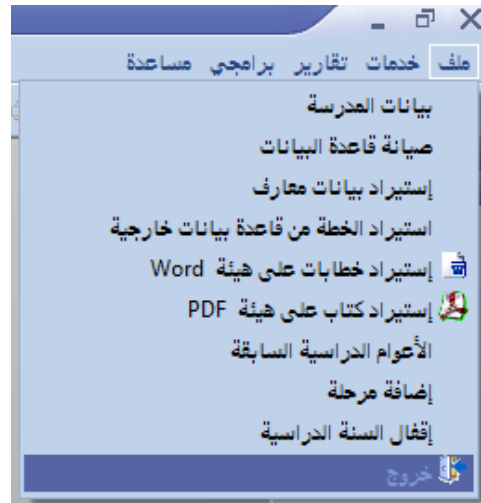 ملف خدمات تقارير برامجي مساعدة
بيانات المدرسة
صيانة قاعدة البيانات
إستيراد بيانات معارف
استيراد الخطة من قاعدة بيانات خارجية
إستيراد خطابات على هيئة Word
إستيراد كتاب على هيئة PDF
الأعوام الدراسية السابقة
إضافة مرحلة
إقفال السنة الدراسية
خروج